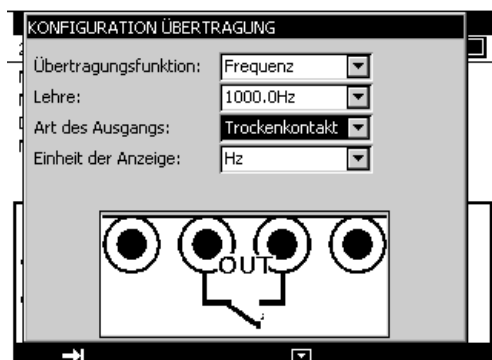 KONFIGURATION ÜBERTRAGUNG
Übertragungsfunktion: Frequenz
Lehre: 1000.0Hz
Art des Ausgangs: Trockenkontakt
Einheit der Anzeige: Hz
OUT